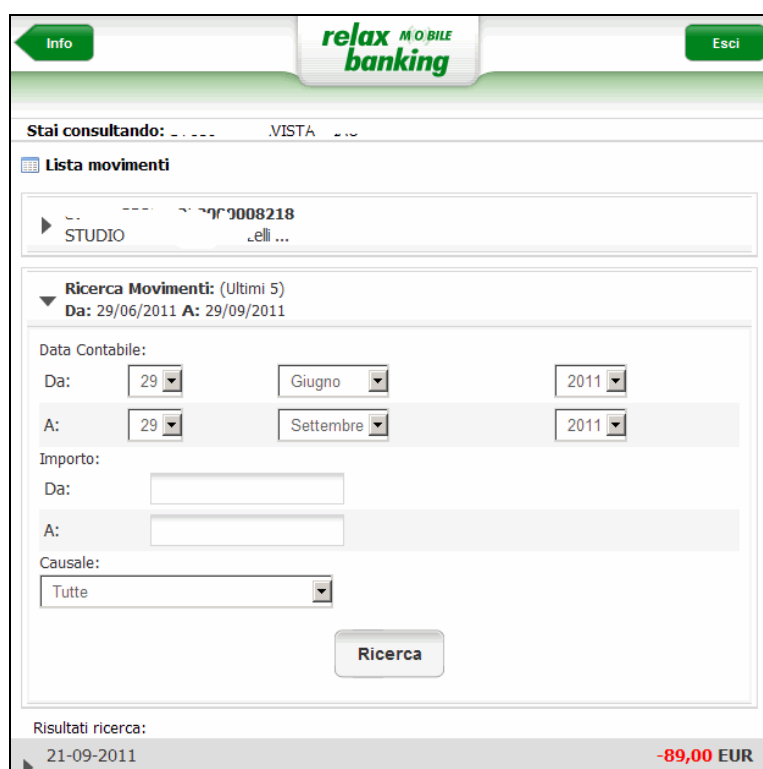 Info
relax MOBILE
banking
Esci
Stai consultando:
Lista movimenti
0008218
STUDIO
Ricerca Movimenti: (Ultimi 5)
Da: 29/06/2011 A: 29/09/2011
Data Contabile:
Da: 29 Giugno 2011
A: 29 Settembre 2011
Importo:
Da:
A:
Causale:
Tutte
Ricerca
Risultati ricerca:
21-09-2011 -89,00 EUR